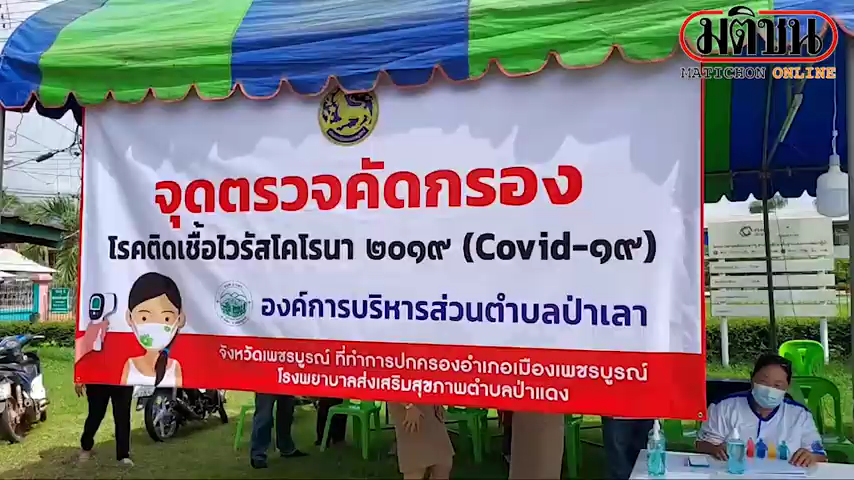 มติชน
MATICHON ONLINE
จุดตรวจคัดกรอง
โรคติดเชื้อไวรัสโคโรนา ๒๐๑๙ (Covid-๑๙)
องค์การบริหารส่วนตำบลป่าเลา
จังหวัดเพชรบูรณ์ ที่ทำการปกครองอำเภอเมืองเพชรบูรณ์
โรงพยาบาลส่งเสริมสุขภาพตำบลป่าแดง